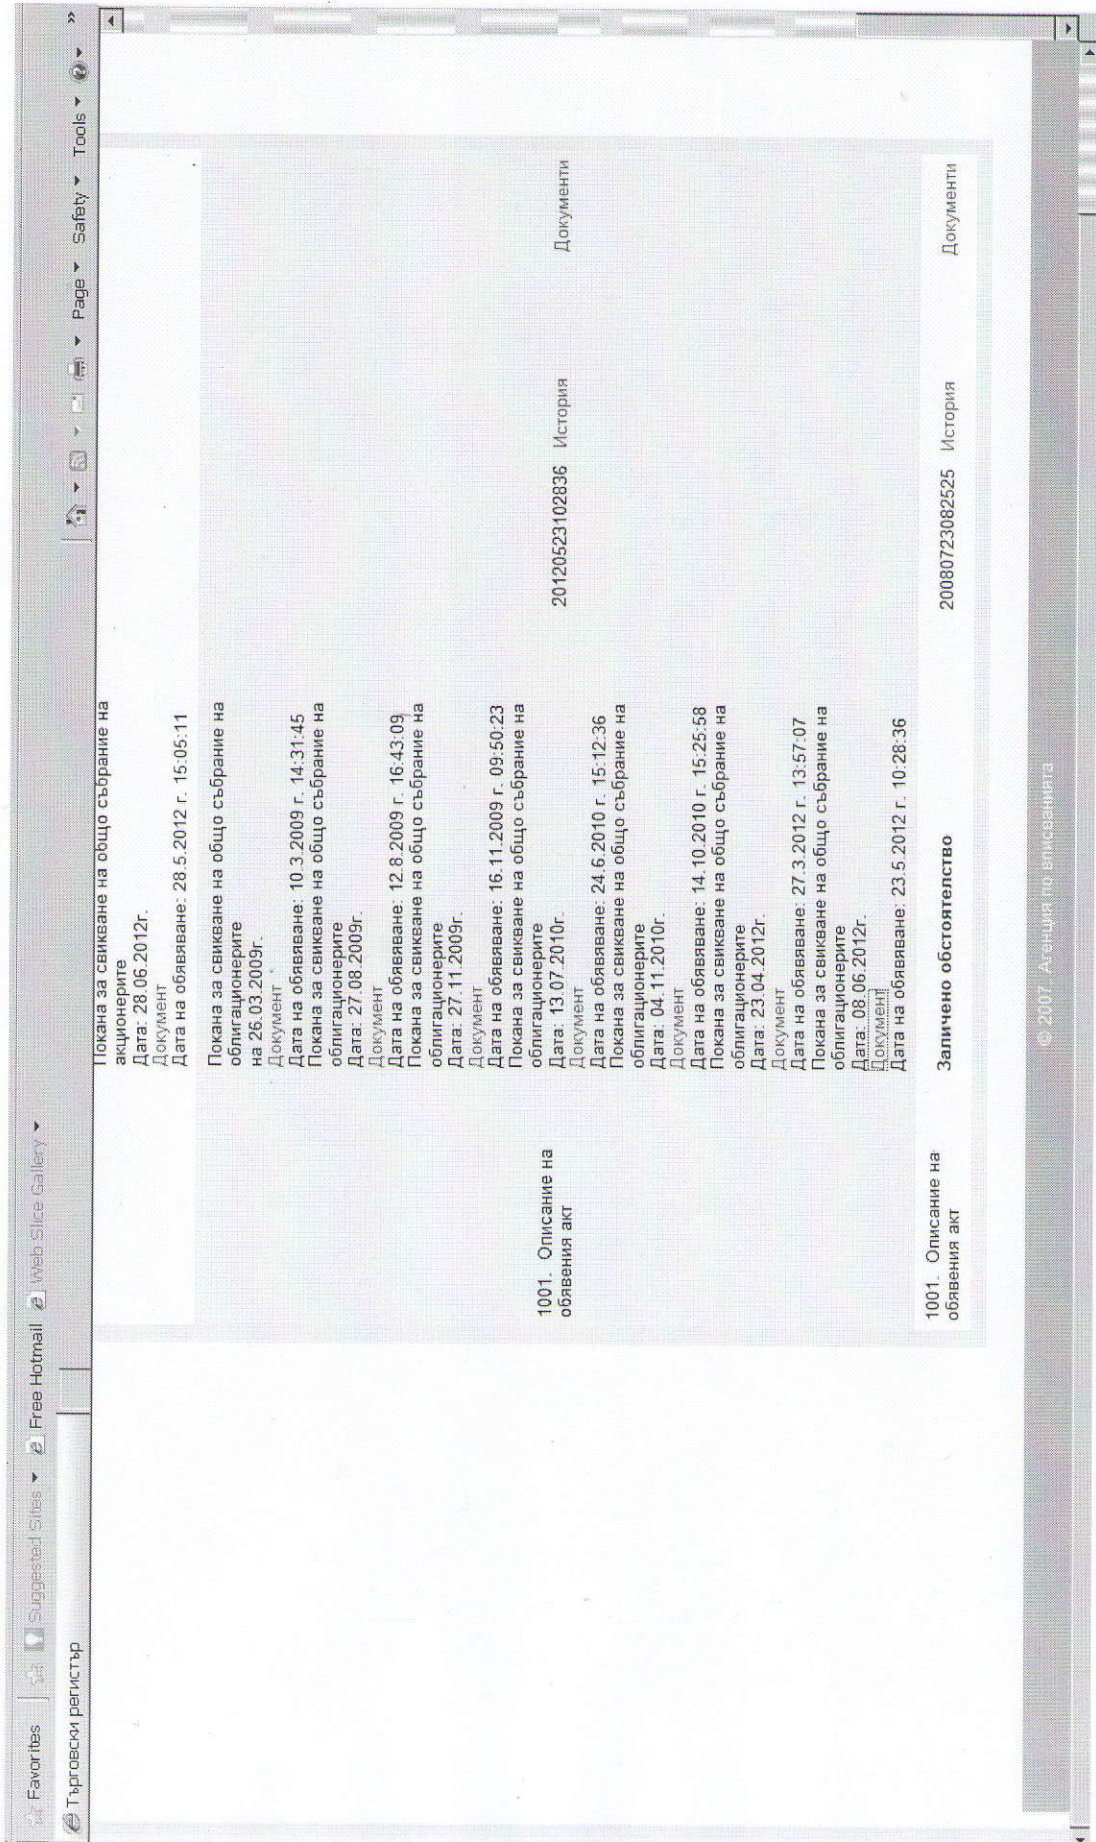 Favorites Suggested Sites Free Hotmail Web Slice Gallery
Търговски регистър Page Safety Tools
Покана за свикване на общо събрание на
акционерите
Дата: 28.06.2012г.
Документ
Дата на обявяване: 28.5.2012 г. 15:05:11
Покана за свикване на общо събрание на
облигационерите
на 26.03.2009г.
Документ
Дата на обявяване: 10.3.2009 г. 14:31:45
Покана за свикване на общо събрание на
облигационерите
Дата: 27.08.2009г.
Документ
Дата на обявяване: 12.8.2009 г. 16:43:09
Покана за свикване на общо събрание на
облигационерите
Дата: 27.11.2009г.
Документ
Дата на обявяване: 16.11.2009 г. 09:50:23
Покана за свикване на общо събрание на
облигационерите
1001. Описание на
обявения акт
Дата: 13.07.2010г.
20120523102836 История Документи
Документ
Дата на обявяване: 24.6.2010 г. 15:12:36
Покана за свикване на общо събрание на
облигационерите
Дата: 04.11.2010г.
Документ
Дата на обявяване: 14.10.2010 г. 15:25:58
Покана за свикване на общо събрание на
облигационерите
Дата: 23.04.2012г.
Документ
Дата на обявяване: 27.3.2012 г. 13:57:07
Покана за свикване на общо събрание на
облигационерите
Дата: 08.06.2012г.
Документ
Дата на обявяване: 23.5.2012 г. 10:28:36
1001. Описание на
обявения акт
Заличено обстоятелство 20080723082525 История Документи
© 2007, Агенция по вписванията